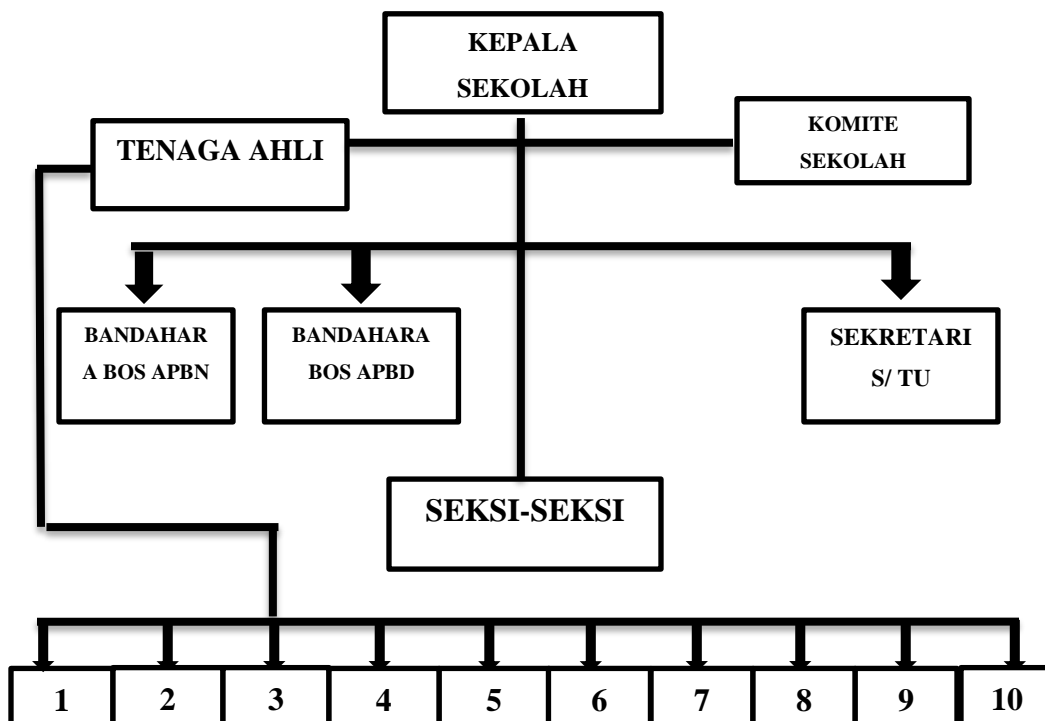 KEPALA
SEKOLAH
TENAGA AHLI
KOMITE
SEKOLAH
BANDAHAR
A BOS APBN
BANDAHARA
BOS APBD
SEKRETARI
S/ TU
SEKSI-SEKSI
1 2 3 4 5 6 7 8 9 10